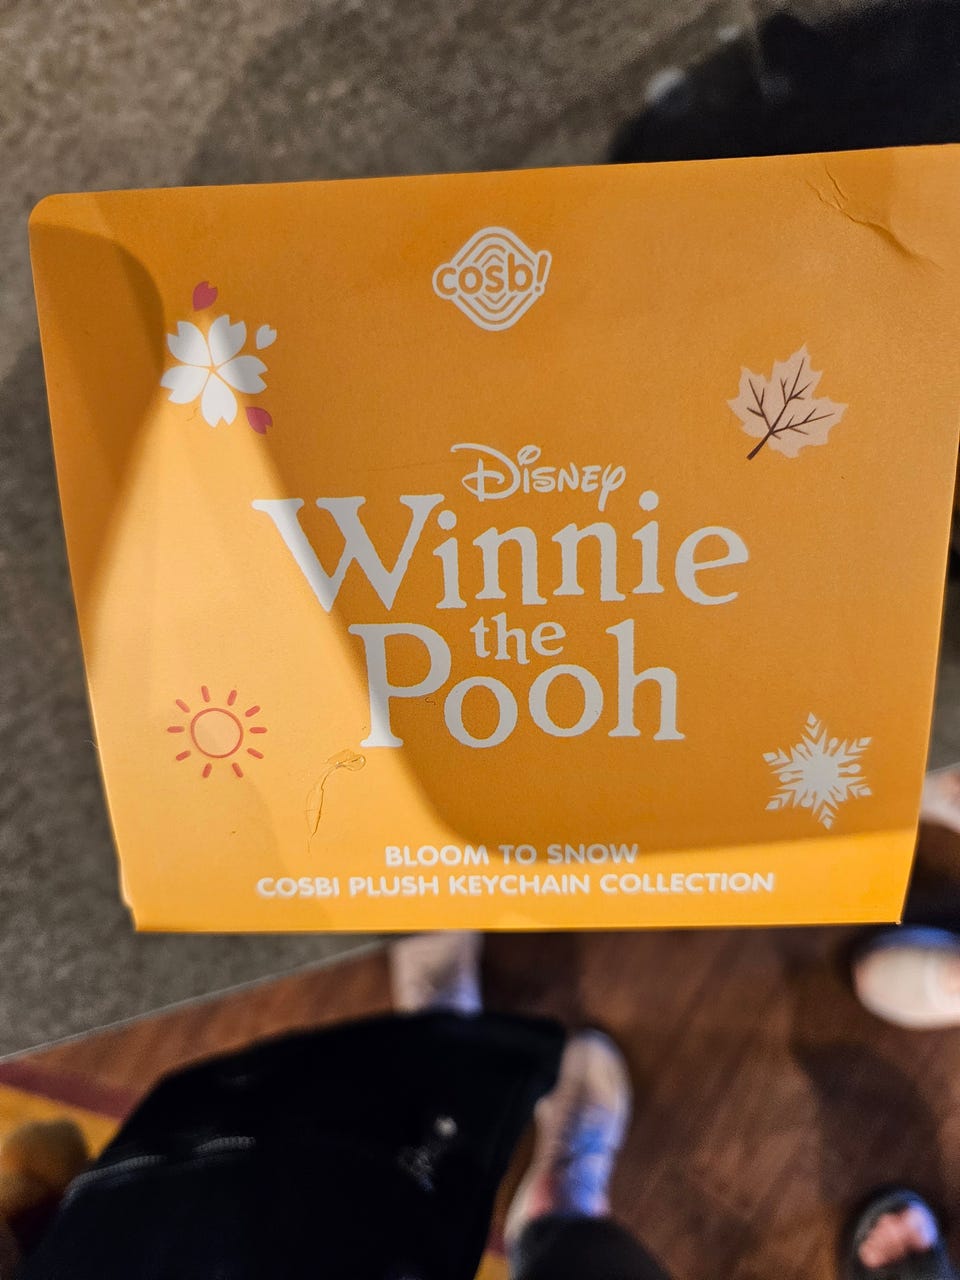 cosb!
Disney
Winnie
the
Pooh
BLOOM TO SNOW
COSBI PLUSH KEYCHAIN COLLECTION